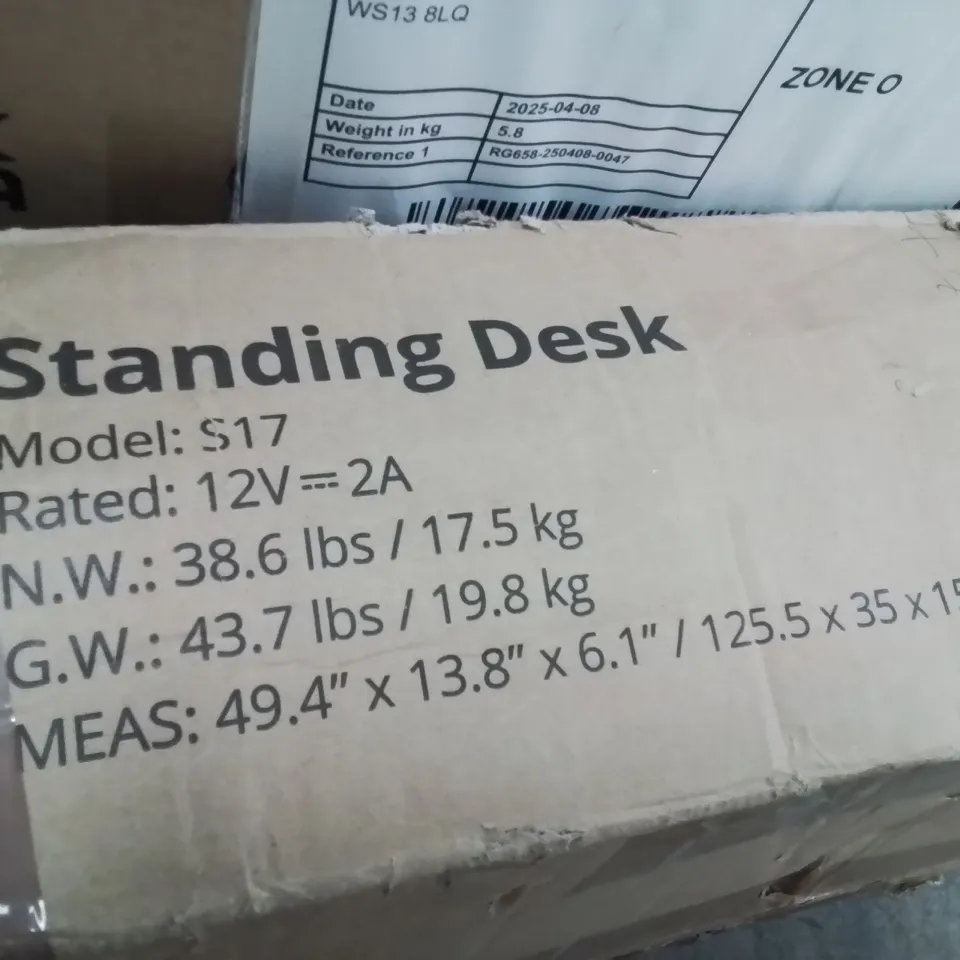 WS13 8LQ
ZONE O
Date 2025-04-08
Weight in kg 5.8
Reference 1 RG658-250408-0047
Standing Desk
Model: S17
Rated: 12V⎓2A
N.W.: 38.6 lbs / 17.5 kg
G.W.: 43.7 lbs / 19.8 kg
MEAS: 49.4" x 13.8" x 6.1" / 125.5 x 35 x